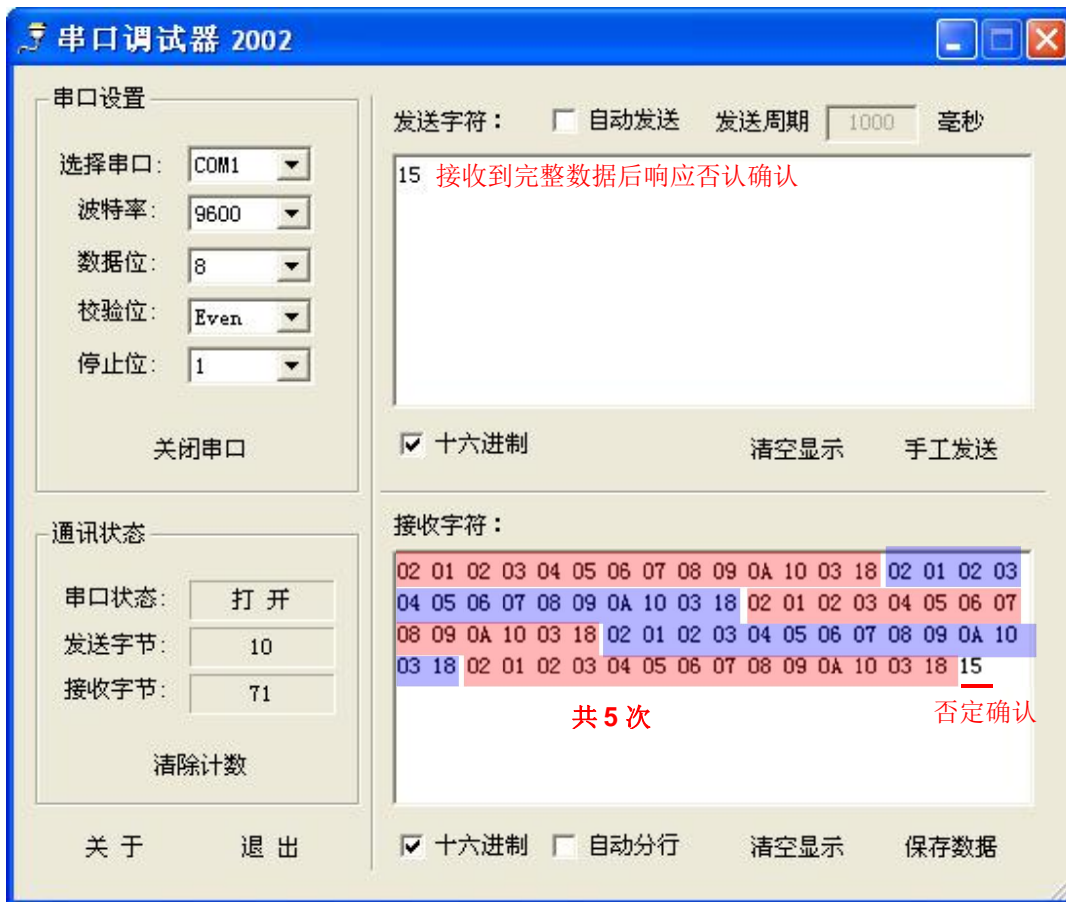 串口调试器 2002
串口设置
选择串口： COM1
波特率： 9600
数据位： 8
校验位： Even
停止位： 1
关闭串口
发送字符： 自动发送 发送周期 1000 毫秒
15 接收到完整数据后响应否认确认
十六进制 清空显示 手工发送
通讯状态
串口状态： 打 开
发送字节： 10
接收字节： 71
清除计数
关 于 退 出
接收字符：
02 01 02 03 04 05 06 07 08 09 0A 10 03 18 02 01 02 03
04 05 06 07 08 09 0A 10 03 18 02 01 02 03 04 05 06 07
08 09 0A 10 03 18 02 01 02 03 04 05 06 07 08 09 0A 10
03 18 02 01 02 03 04 05 06 07 08 09 0A 10 03 18 15
共 5 次 否定确认
十六进制 自动分行 清空显示 保存数据